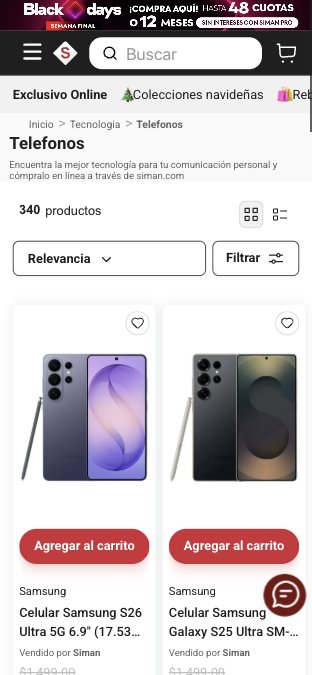 Black days
SEMANA FINAL
¡COMPRA AQUÍ! HASTA 48 CUOTAS
O 12 MESES SIN INTERESES CON SIMAN PRO
S
Buscar
Exclusivo Online 🎄Colecciones navideñas 🛍️Reb
Inicio > Tecnologia > Telefonos
Telefonos
Encuentra la mejor tecnología para tu comunicación personal y
cómpralo en línea a través de siman.com
340 productos
Relevancia
Filtrar
Agregar al carrito
Agregar al carrito
Samsung
Celular Samsung S26
Ultra 5G 6.9" (17.53...
Vendido por Siman
$1,499.00
Samsung
Celular Samsung
Galaxy S25 Ultra SM-...
Vendido por Siman
$1,499.00